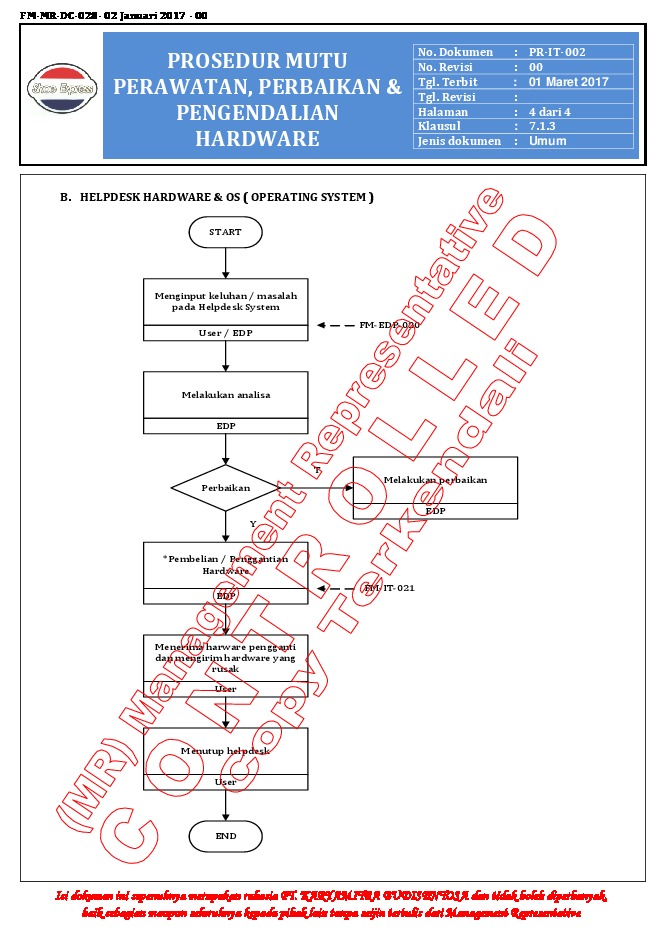 FM-MR-DC-028- 02 Januari 2017 - 00
Shoes Express
PROSEDUR MUTU
PERAWATAN, PERBAIKAN &
PENGENDALIAN
HARDWARE
No. Dokumen : PR-IT-002
No. Revisi : 00
Tgl. Terbit : 01 Maret 2017
Tgl. Revisi :
Halaman : 4 dari 4
Klausul : 7.1.3
Jenis dokumen : Umum
B. HELPDESK HARDWARE & OS ( OPERATING SYSTEM )
START
Menginput keluhan / masalah
pada Helpdesk System
User / EDP
FM-EDP-020
Melakukan analisa
EDP
Perbaikan
T
Melakukan perbaikan
EDP
Y
*Pembelian / Penggantian
Hardware
EDP
FM-IT-021
Menerima harware pengganti
dan mengirim hardware yang
rusak
User
Menutup helpdesk
User
END
(MR) Management Representative
CONTROLLED
Copy Terkendali
Isi dokumen ini sepenuhnya merupakan rahasia PT. KARYAMITRA BUDISENTOSA dan tidak boleh diperbanyak,
baik sebagian maupun seluruhnya kepada pihak lain tanpa seijin tertulis dari Management Representative